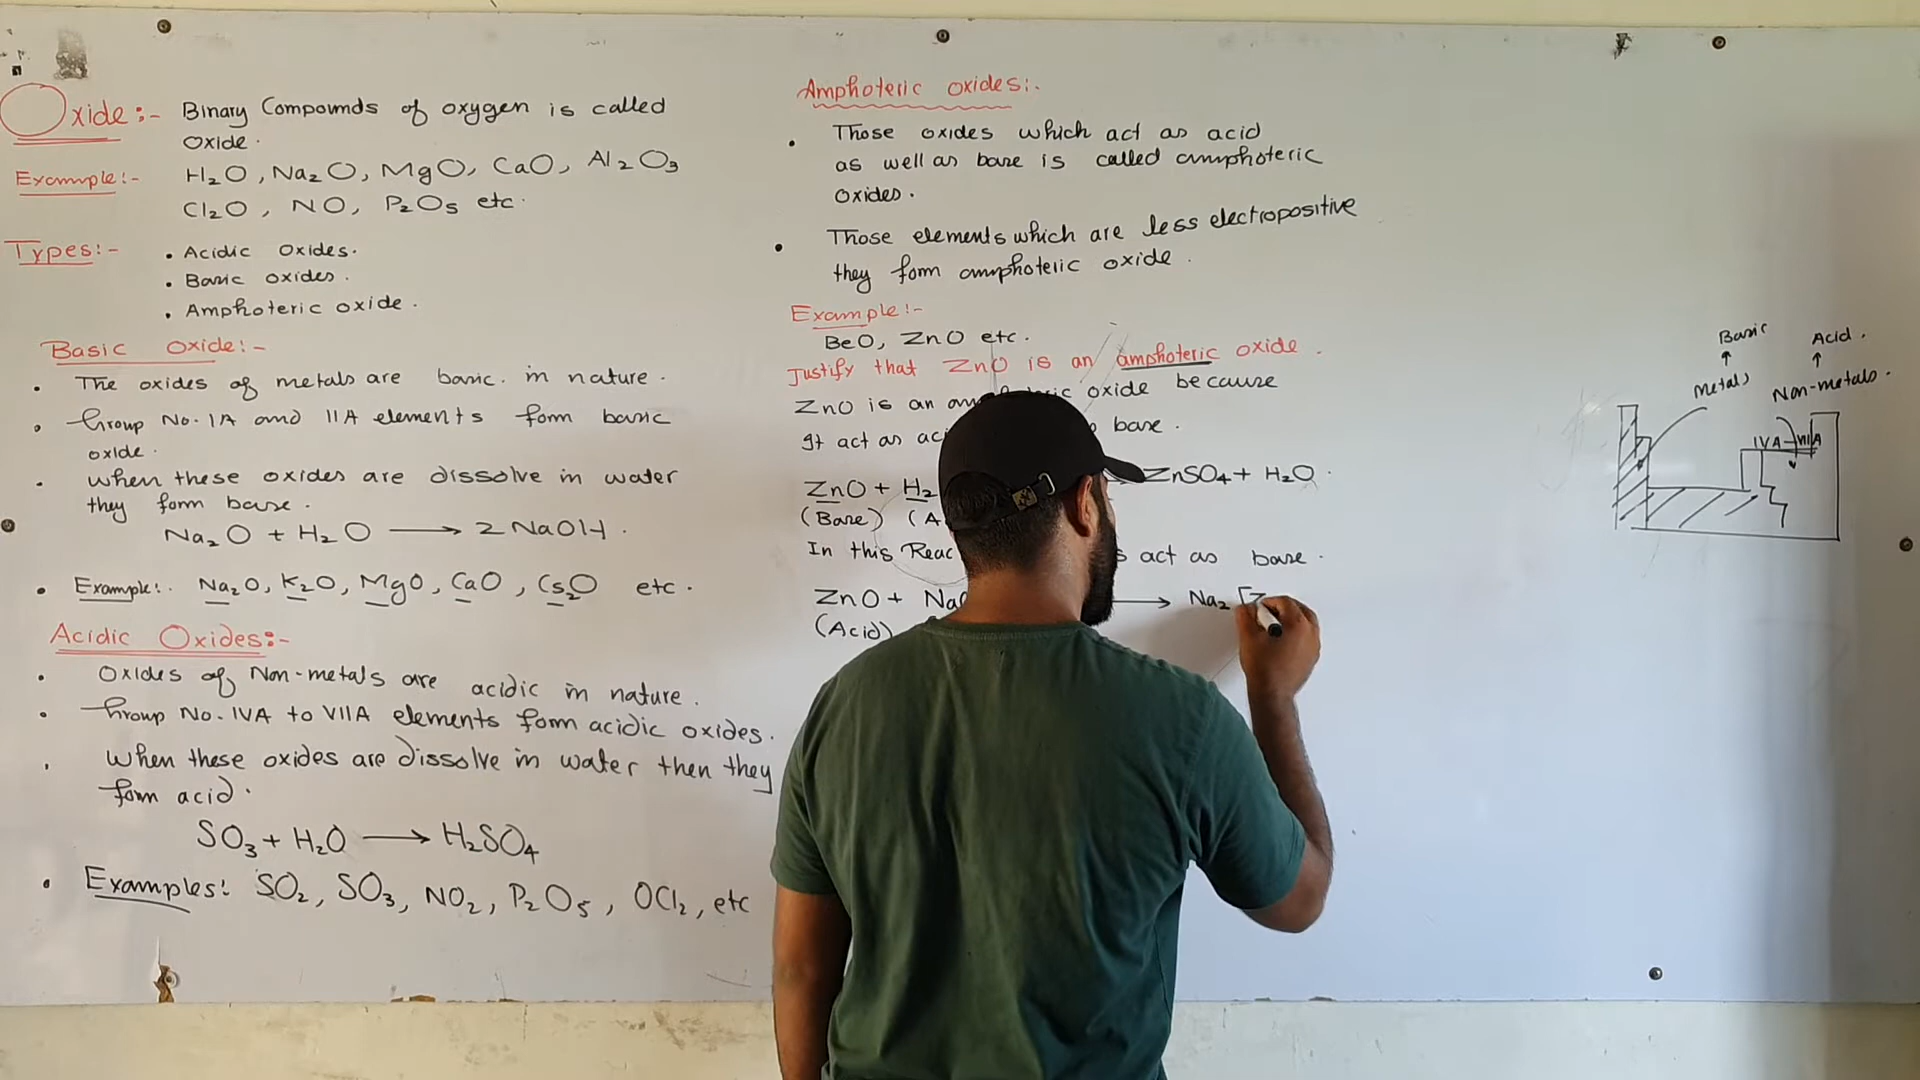 Oxide:- Binary Compounds of oxygen is called
oxide.
Example:- H₂O, Na₂O, MgO, CaO, Al₂O₃
Cl₂O, NO, P₂O₅ etc.
Types:- • Acidic oxides.
• Basic oxides.
• Amphoteric oxide.
Basic oxide:-
• The oxides of metals are basic in nature.
• Group No. IA and IIA elements form basic
oxide.
• when these oxides are dissolve in water
they form base.
Na₂O + H₂O ⟶ 2 NaOH.
• Example:. Na₂O, K₂O, MgO, CaO, Cs₂O etc.
Acidic Oxides:-
• Oxides of Non-metals are acidic in nature.
• Group No. IVA to VIIA elements form acidic oxides.
• When these oxides are dissolve in water then they
form acid.
SO₃ + H₂O ⟶ H₂SO₄
• Examples: SO₂, SO₃, NO₂, P₂O₅, OCl₂, etc
Amphoteric oxides:-
• Those oxides which act as acid
as well as base is called amphoteric
oxides.
• Those elements which are less electropositive
they form amphoteric oxide.
Example:-
BeO, ZnO etc.
Justify that ZnO is an amphoteric oxide.
ZnO is an oxide because
It act as base.
ZnO + H₂ ZnSO₄ + H₂O.
(Base) (A
In this act as base.
ZnO + ⟶ Na₂ [
(Acid)
Basic Acid.
Metals Non-metals.
IVA-VIIA